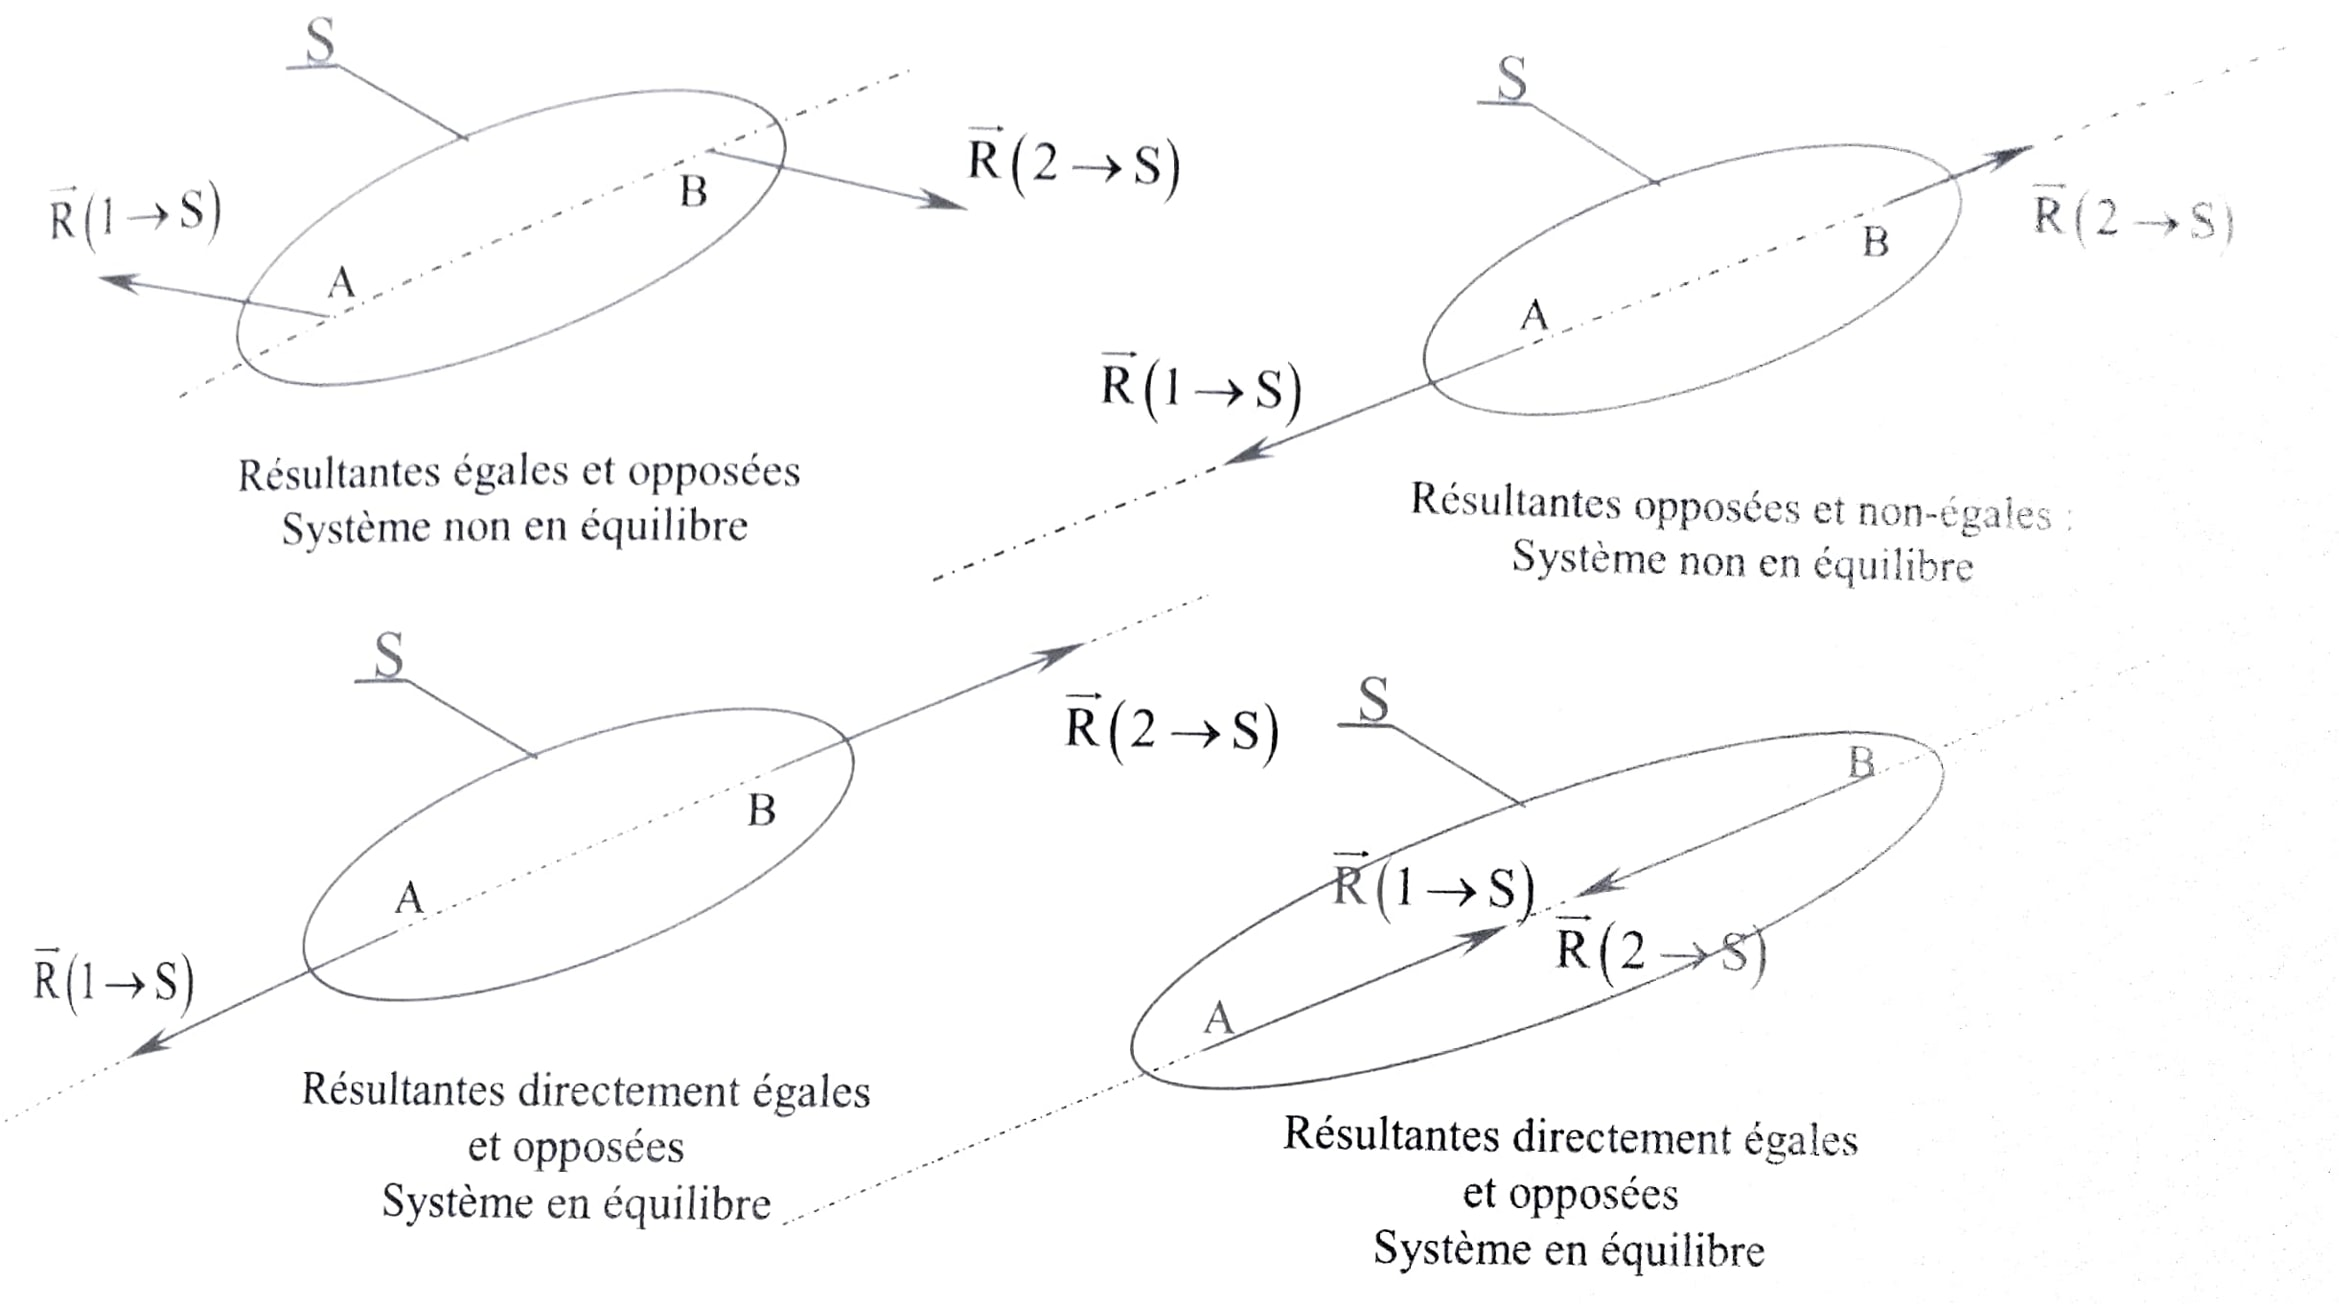 S
B
A
R⃗(1→S)
R⃗(2→S)
Résultantes égales et opposées
Système non en équilibre
S
B
A
R⃗(2→S)
R⃗(1→S)
Résultantes opposées et non-égales :
Système non en équilibre
S
B
A
R⃗(2→S)
R⃗(1→S)
Résultantes directement égales
et opposées
Système en équilibre
S
B
R⃗(1→S)
R⃗(2→S)
A
Résultantes directement égales
et opposées
Système en équilibre